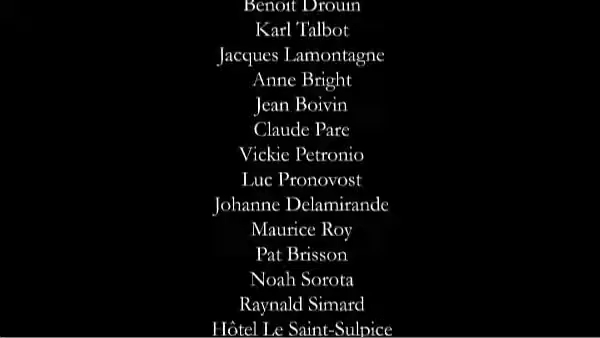 Benoit Drouin
Karl Talbot
Jacques Lamontagne
Anne Bright
Jean Boivin
Claude Pare
Vickie Petronio
Luc Pronovost
Johanne Delamirande
Maurice Roy
Pat Brisson
Noah Sorota
Raynald Simard
Hôtel Le Saint-Sulpice